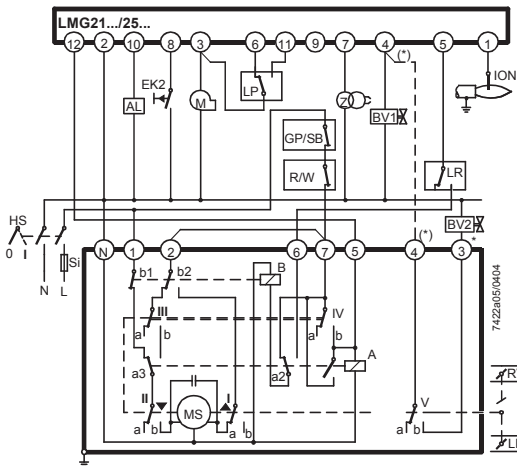 LMG21.../25...
12 2 10 8 3 6 11 9 7 4 5 1
(*)
ION
EK2
AL
M
LP
Z
BV1
GP/SB
R/W
LR
HS
0 I
Si
N L
BV2
(*)
*
N 1 2 6 7 5 4 3
b1 b2
B
III
IV
a b
a b
A
a3
a2
II
I
V
MS
a b
a b
a b
7422a05/0404
R
L